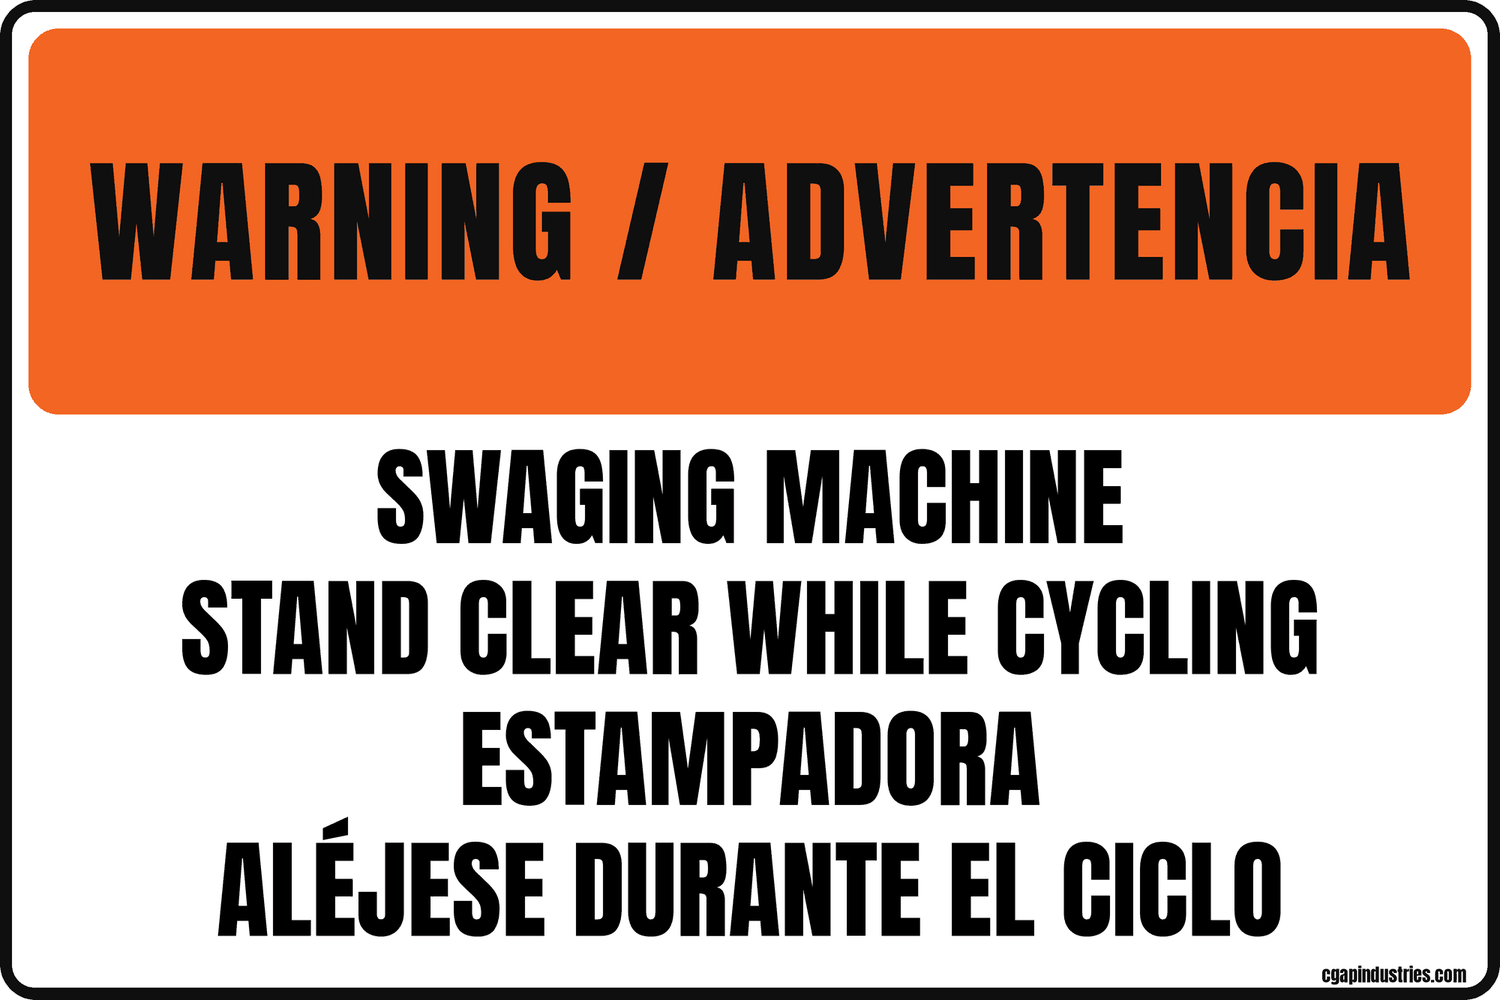 WARNING / ADVERTENCIA
SWAGING MACHINE
STAND CLEAR WHILE CYCLING
ESTAMPADORA
ALÉJESE DURANTE EL CICLO
cgapindustries.com